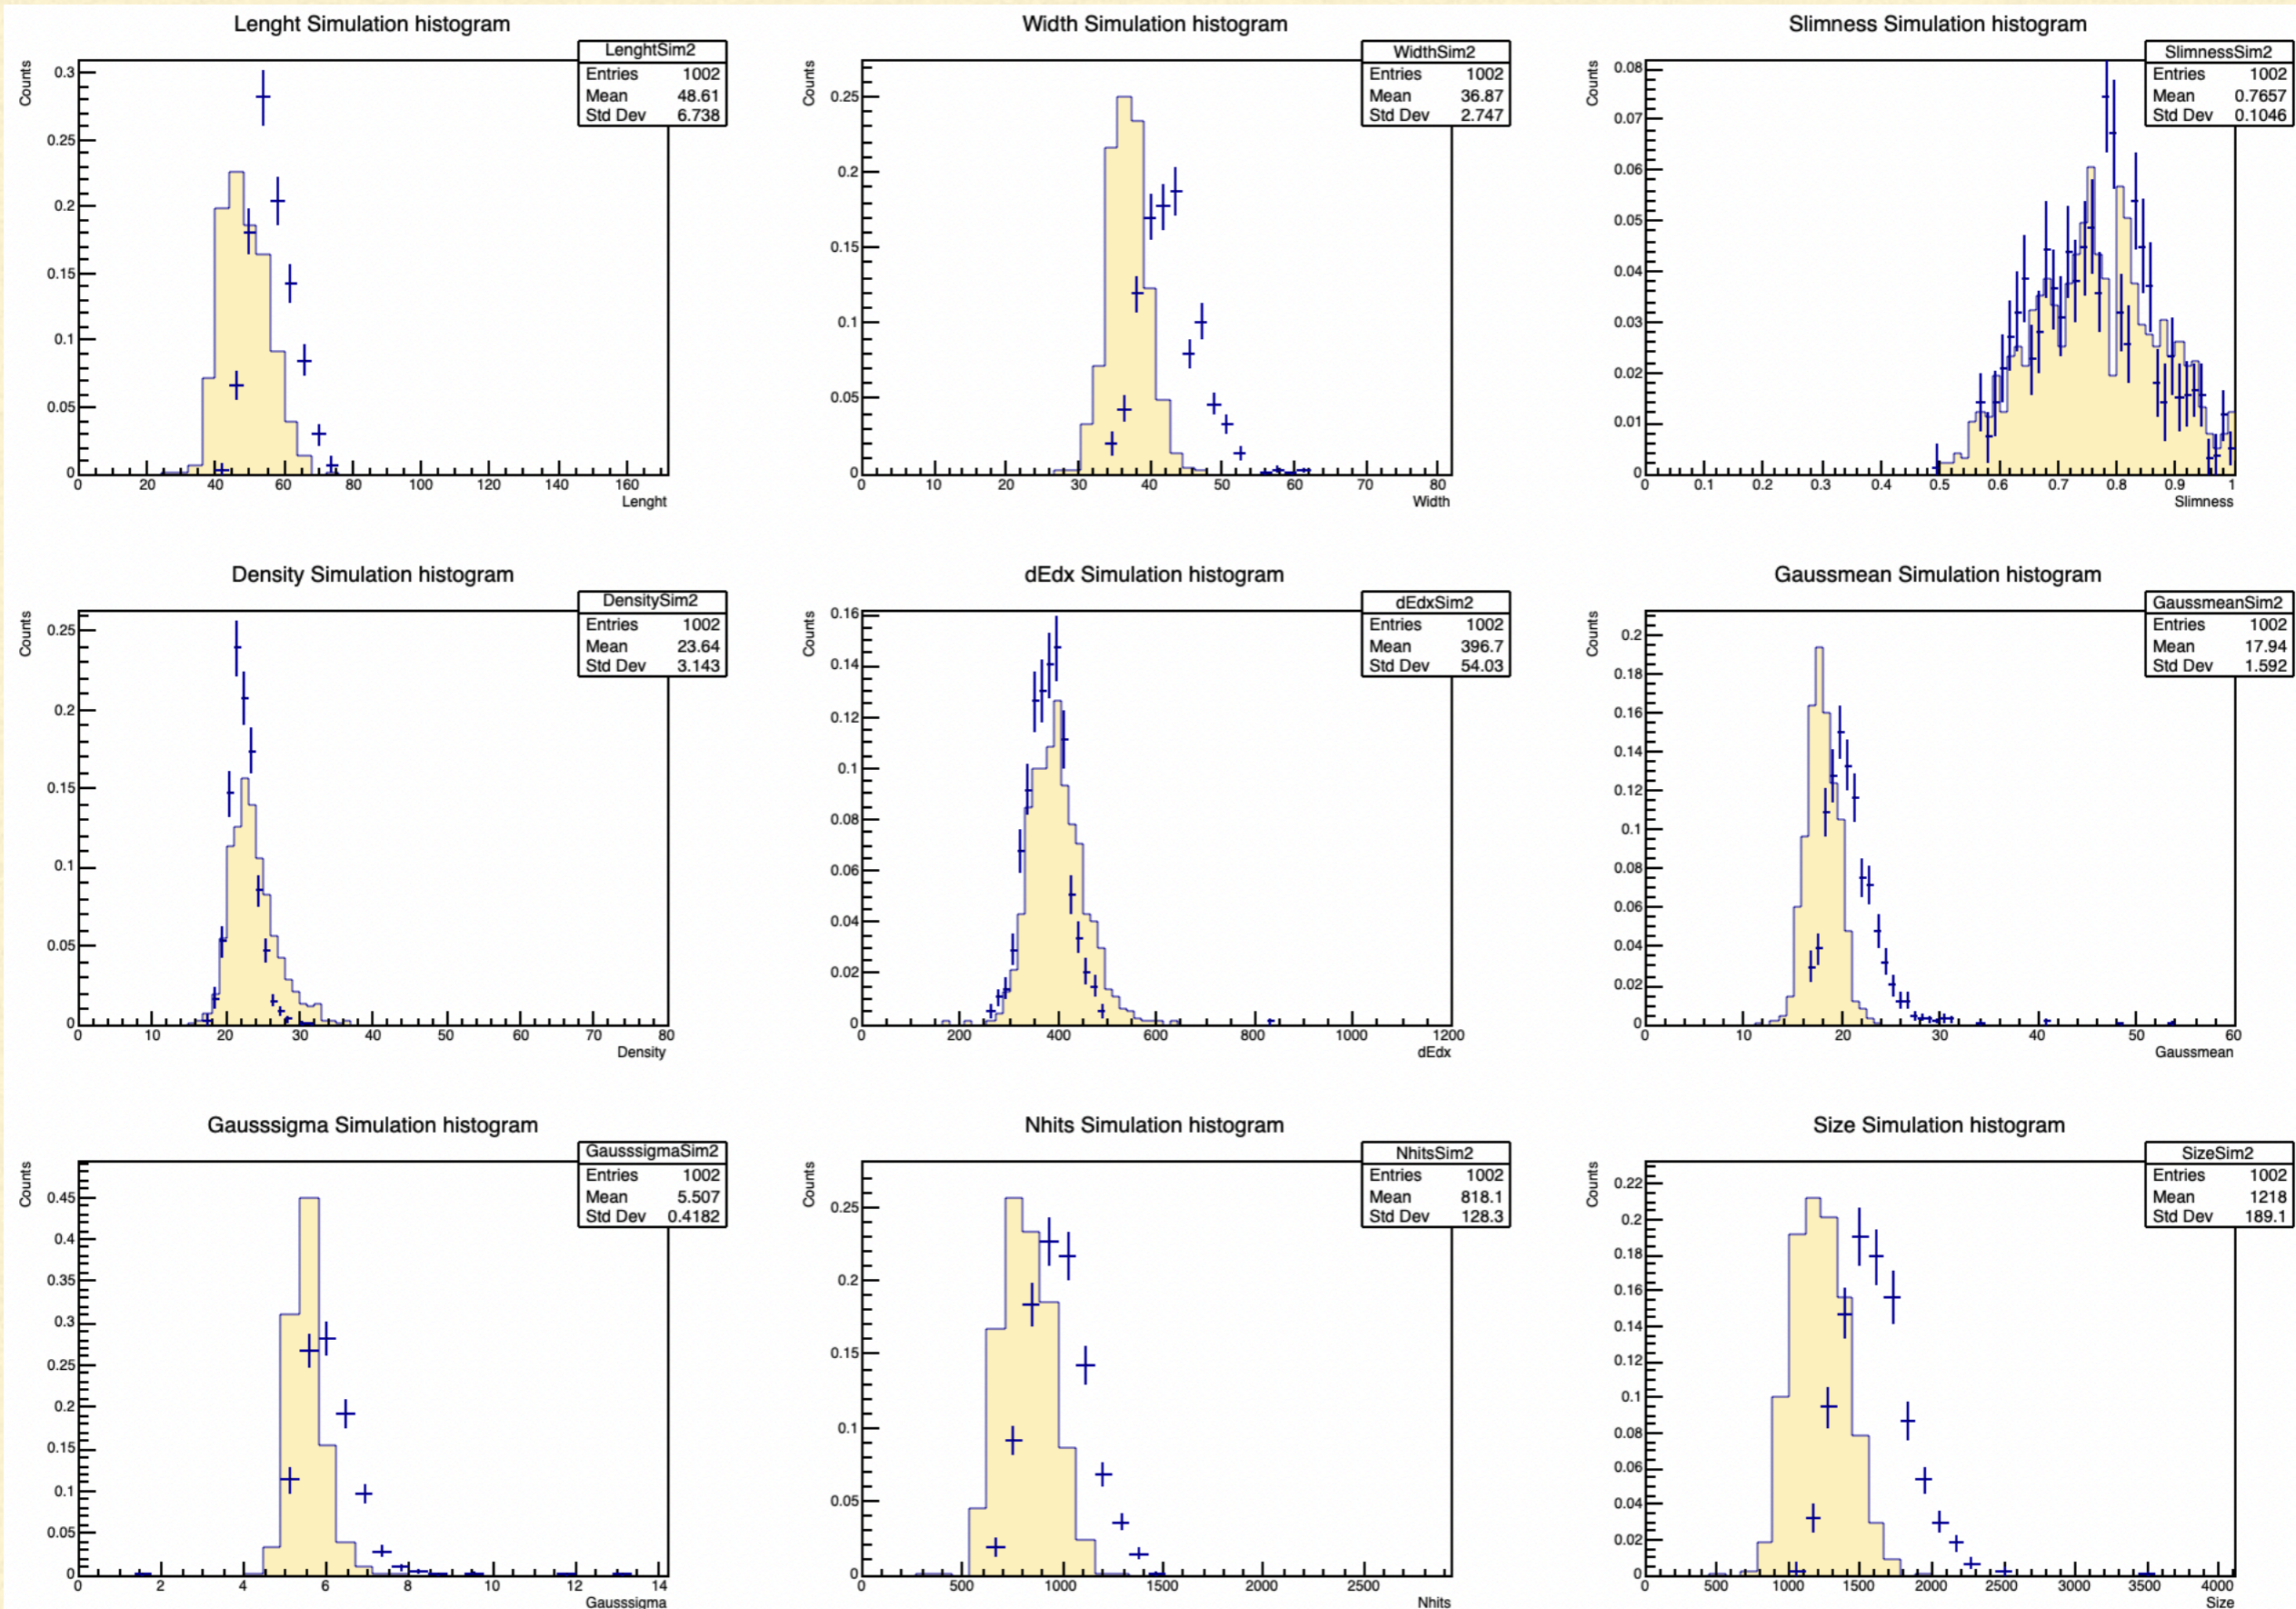 Lenght Simulation histogram
Counts
LenghtSim2
Entries 1002
Mean 48.61
Std Dev 6.738
0.3
0.25
0.2
0.15
0.1
0.05
0
0 20 40 60 80 100 120 140 160
Lenght
Width Simulation histogram
Counts
WidthSim2
Entries 1002
Mean 36.87
Std Dev 2.747
0.25
0.2
0.15
0.1
0.05
0
0 10 20 30 40 50 60 70 80
Width
Slimness Simulation histogram
Counts
SlimnessSim2
Entries 1002
Mean 0.7657
Std Dev 0.1046
0.08
0.07
0.06
0.05
0.04
0.03
0.02
0.01
0
0 0.1 0.2 0.3 0.4 0.5 0.6 0.7 0.8 0.9 1
Slimness
Density Simulation histogram
Counts
DensitySim2
Entries 1002
Mean 23.64
Std Dev 3.143
0.25
0.2
0.15
0.1
0.05
0
0 10 20 30 40 50 60 70 80
Density
dEdx Simulation histogram
Counts
dEdxSim2
Entries 1002
Mean 396.7
Std Dev 54.03
0.16
0.14
0.12
0.1
0.08
0.06
0.04
0.02
0
0 200 400 600 800 1000 1200
dEdx
Gaussmean Simulation histogram
Counts
GaussmeanSim2
Entries 1002
Mean 17.94
Std Dev 1.592
0.2
0.18
0.16
0.14
0.12
0.1
0.08
0.06
0.04
0.02
0
0 10 20 30 40 50 60
Gaussmean
Gausssigma Simulation histogram
Counts
GausssigmaSim2
Entries 1002
Mean 5.507
Std Dev 0.4182
0.45
0.4
0.35
0.3
0.25
0.2
0.15
0.1
0.05
0
0 2 4 6 8 10 12 14
Gausssigma
Nhits Simulation histogram
Counts
NhitsSim2
Entries 1002
Mean 818.1
Std Dev 128.3
0.25
0.2
0.15
0.1
0.05
0
0 500 1000 1500 2000 2500
Nhits
Size Simulation histogram
Counts
SizeSim2
Entries 1002
Mean 1218
Std Dev 189.1
0.22
0.2
0.18
0.16
0.14
0.12
0.1
0.08
0.06
0.04
0.02
0
0 500 1000 1500 2000 2500 3000 3500 4000
Size